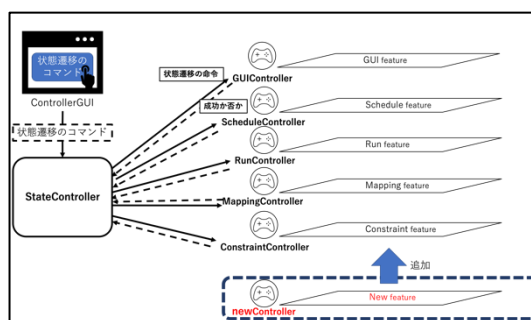 状態遷移の
コマンド
ControllerGUI
状態遷移のコマンド
StateController
状態遷移の命令
GUIController
GUI feature
成功か否か
ScheduleController
Schedule feature
RunController
Run feature
MappingController
Mapping feature
ConstraintController
Constraint feature
追加
newController
New feature